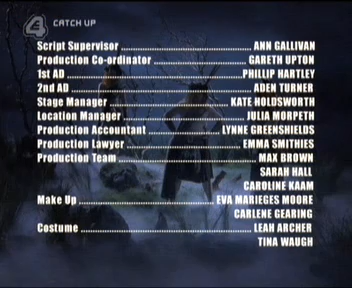 4 CATCH UP
Script Supervisor ANN GALLIVAN
Production Co-ordinator GARETH UPTON
1st AD PHILLIP HARTLEY
2nd AD ADEN TURNER
Stage Manager KATE HOLDSWORTH
Location Manager JULIA MORPETH
Production Accountant LYNNE GREENSHIELDS
Production Lawyer EMMA SMITHIES
Production Team MAX BROWN
SARAH HALL
CAROLINE KAAM
Make Up EVA MARIEGES MOORE
CARLENE GEARING
Costume LEAH ARCHER
TINA WAUGH